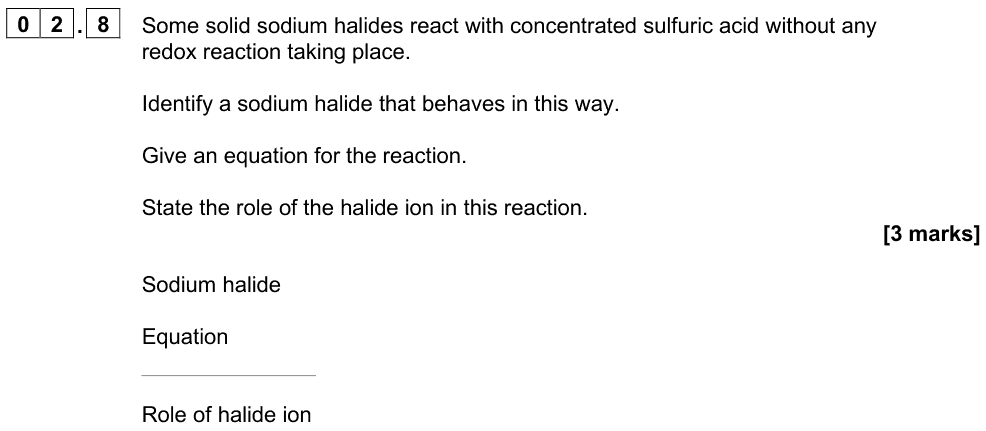 0 2 . 8 Some solid sodium halides react with concentrated sulfuric acid without any
redox reaction taking place.
Identify a sodium halide that behaves in this way.
Give an equation for the reaction.
State the role of the halide ion in this reaction.
[3 marks]
Sodium halide
Equation
Role of halide ion